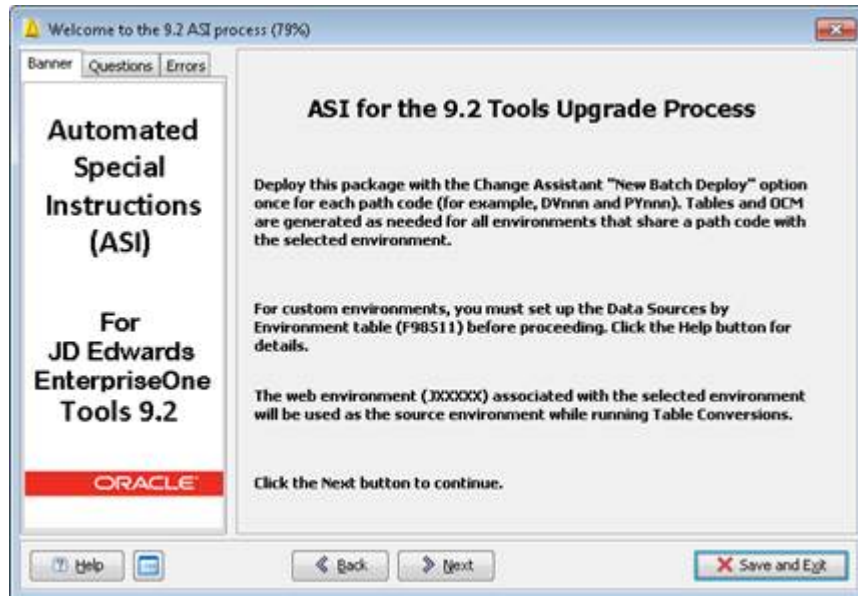 Welcome to the 9.2 ASI process (79%)
Banner
Questions
Errors
Automated
Special
Instructions
(ASI)
For
JD Edwards
EnterpriseOne
Tools 9.2
ORACLE
ASI for the 9.2 Tools Upgrade Process
Deploy this package with the Change Assistant "New Batch Deploy" option
once for each path code (for example, DVnnn and PYnnn). Tables and OCM
are generated as needed for all environments that share a path code with
the selected environment.
For custom environments, you must set up the Data Sources by
Environment table (F98511) before proceeding. Click the Help button for
details.
The web environment (JXXXXX) associated with the selected environment
will be used as the source environment while running Table Conversions.
Click the Next button to continue.
Help
Back
Next
Save and Exit